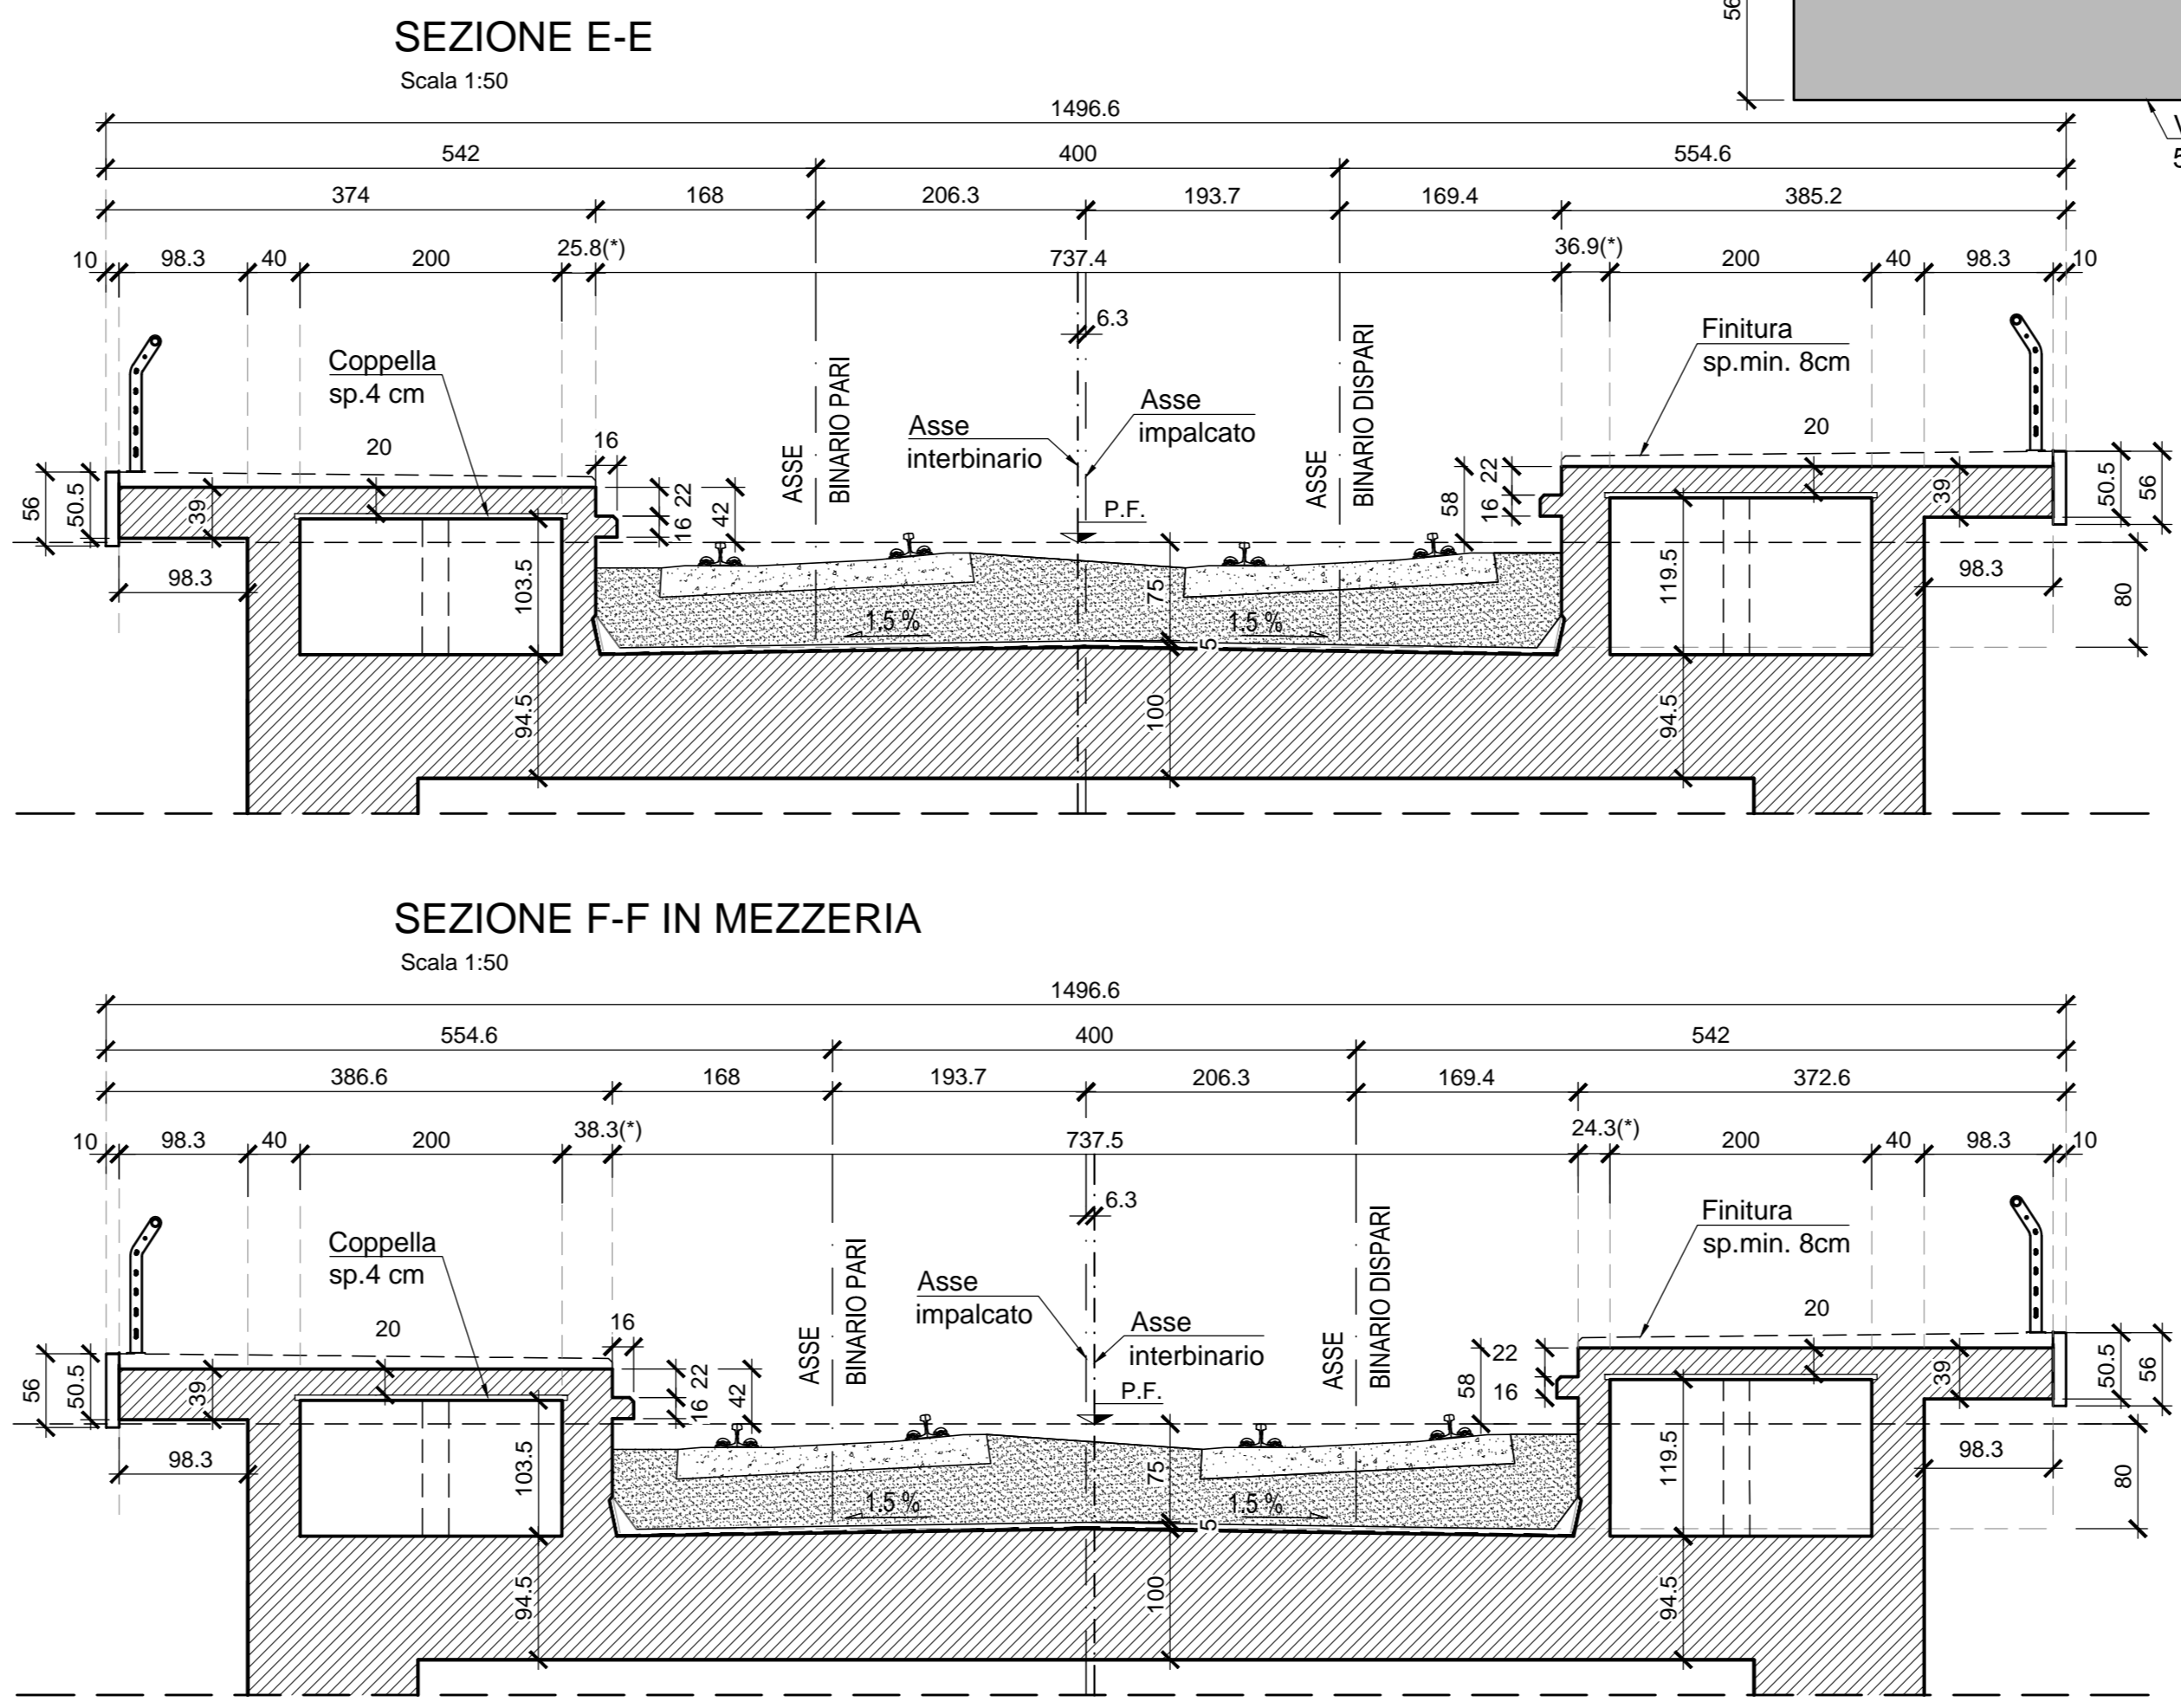 SEZIONE E-E
Scala 1:50
56
V
5
1496.6
542 400 554.6
374 168 206.3 193.7 169.4 385.2
10 98.3 40 200 25.8(*) 737.4 36.9(*) 200 40 98.3 10
6.3
Coppella
sp.4 cm
ASSE
BINARIO PARI
Asse
interbinario
Asse
impalcato
ASSE
BINARIO DISPARI
Finitura
sp.min. 8cm
20 16 20
56 50.5 39 22 16 42 P.F. 58 22 16 39 50.5 56
98.3 103.5 75 119.5 98.3 80
1.5 % 1.5 %
5
94.5 100 94.5
SEZIONE F-F IN MEZZERIA
Scala 1:50
1496.6
554.6 400 542
386.6 168 193.7 206.3 169.4 372.6
10 98.3 40 200 38.3(*) 737.5 24.3(*) 200 40 98.3 10
6.3
Coppella
sp.4 cm
ASSE
BINARIO PARI
Asse
impalcato
Asse
interbinario
ASSE
BINARIO DISPARI
Finitura
sp.min. 8cm
20 16 20
56 50.5 39 22 16 42 P.F. 58 22 16 39 50.5 56
98.3 103.5 75 119.5 98.3 80
1.5 % 1.5 %
5
94.5 100 94.5